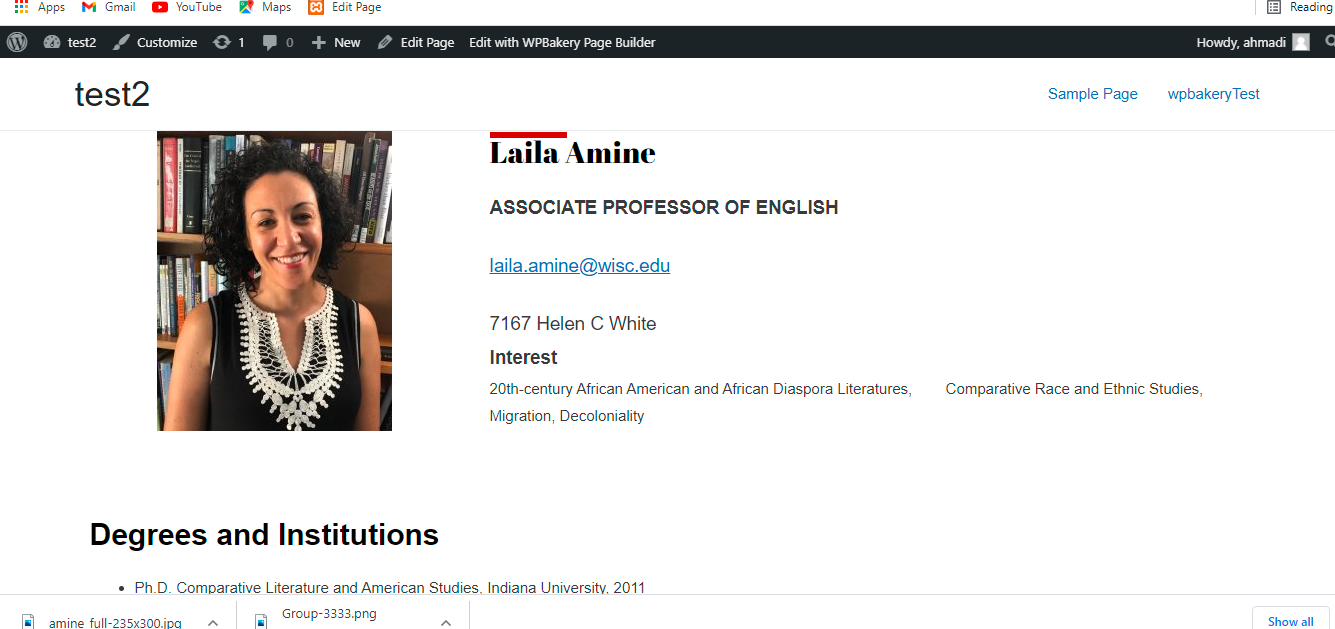 Apps Gmail YouTube Maps Edit Page Reading
test2 Customize 1 0 New Edit Page Edit with WPBakery Page Builder Howdy, ahmadi
test2 Sample Page wpbakeryTest
Laila Amine
ASSOCIATE PROFESSOR OF ENGLISH
laila.amine@wisc.edu
7167 Helen C White
Interest
20th-century African American and African Diaspora Literatures, Comparative Race and Ethnic Studies,
Migration, Decoloniality
Degrees and Institutions
Ph.D. Comparative Literature and American Studies, Indiana University, 2011
amine_full-235x300.jpg Group-3333.png Show all